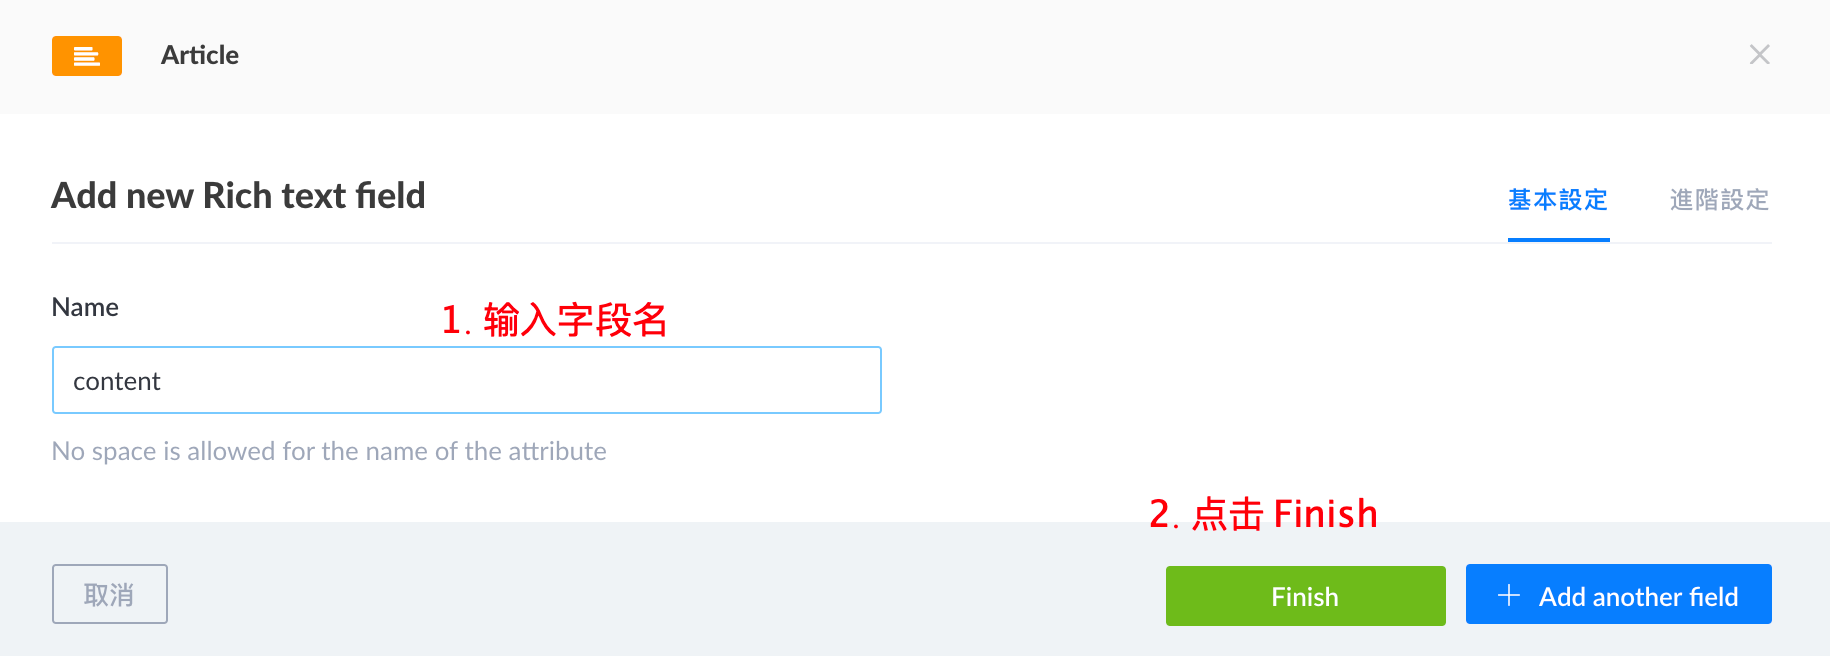 Article
Add new Rich text field
基本設定
進階設定
Name
1. 输入字段名
content
No space is allowed for the name of the attribute
2. 点击 Finish
取消
Finish
Add another field